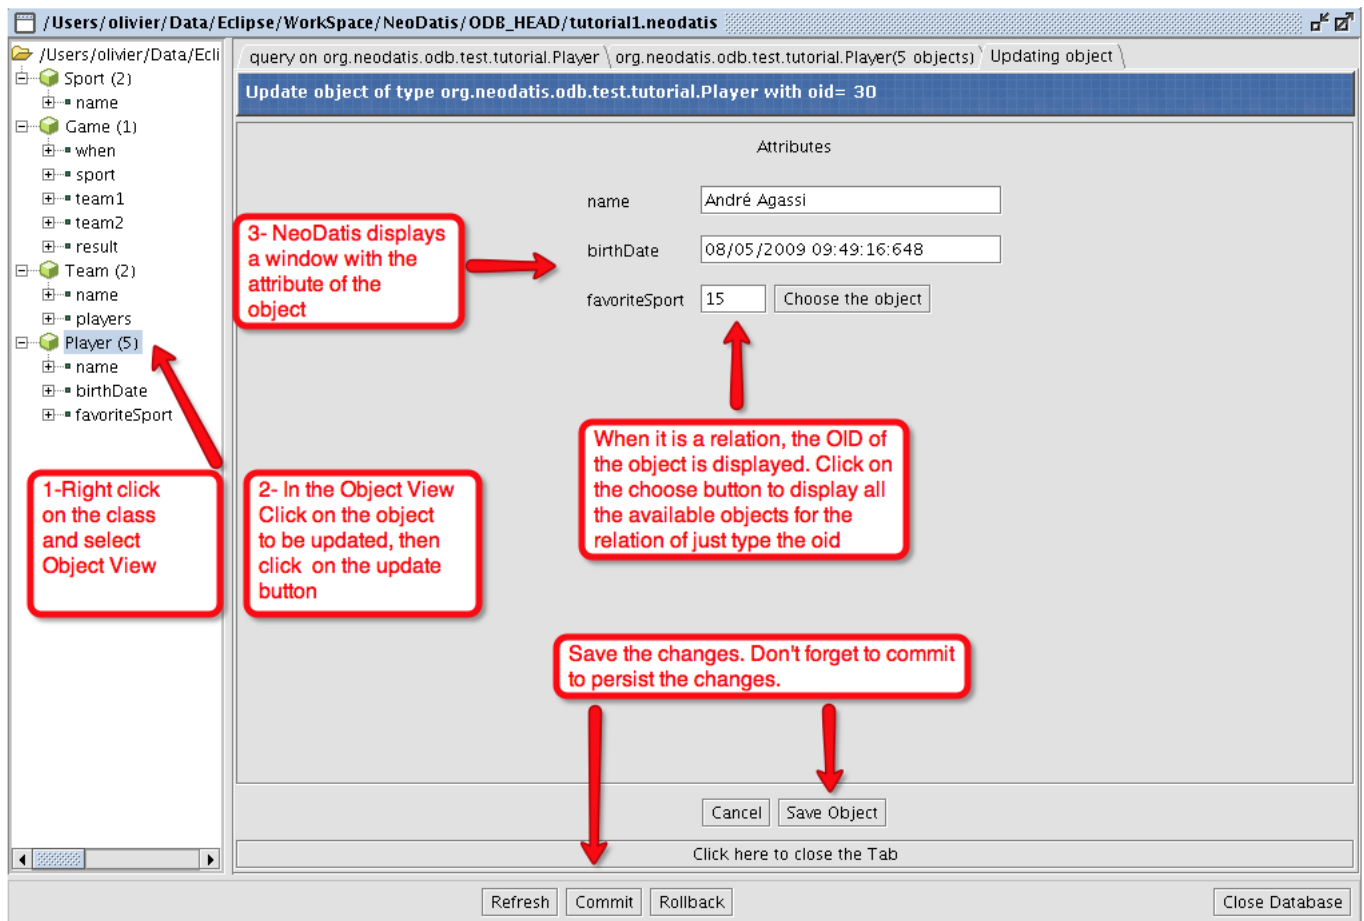 /Users/olivier/Data/Eclipse/WorkSpace/NeoDatis/ODB_HEAD/tutorial1.neodatis
/Users/olivier/Data/Ecli
Sport (2)
name
Game (1)
when
sport
team1
team2
result
Team (2)
name
players
Player (5)
name
birthDate
favoriteSport
query on org.neodatis.odb.test.tutorial.Player
org.neodatis.odb.test.tutorial.Player(5 objects)
Updating object
Update object of type org.neodatis.odb.test.tutorial.Player with oid= 30
Attributes
name
André Agassi
birthDate
08/05/2009 09:49:16:648
favoriteSport
15
Choose the object
3- NeoDatis displays
a window with the
attribute of the
object
When it is a relation, the OID of
the object is displayed. Click on
the choose button to display all
the available objects for the
relation of just type the oid
1-Right click
on the class
and select
Object View
2- In the Object View
Click on the object
to be updated, then
click on the update
button
Save the changes. Don't forget to commit
to persist the changes.
Cancel
Save Object
Click here to close the Tab
Refresh
Commit
Rollback
Close Database